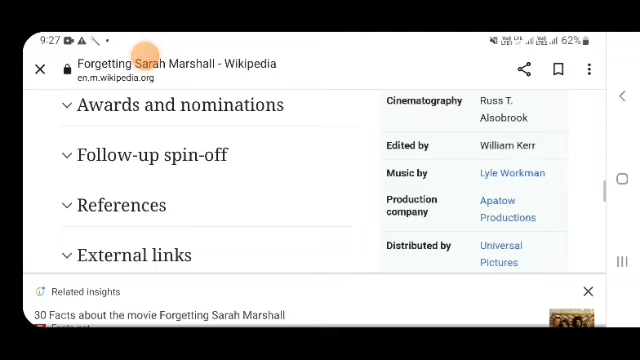 9:27 62%
Forgetting Sarah Marshall - Wikipedia
en.m.wikipedia.org
Awards and nominations
Follow-up spin-off
References
External links
Cinematography Russ T. Alsobrook
Edited by William Kerr
Music by Lyle Workman
Production company Apatow Productions
Distributed by Universal Pictures
Related insights
30 Facts about the movie Forgetting Sarah Marshall